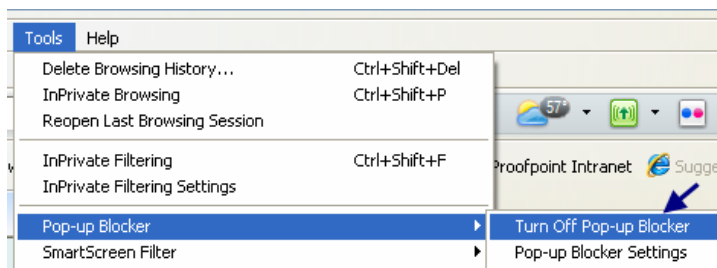 Tools Help
Delete Browsing History... Ctrl+Shift+Del
InPrivate Browsing Ctrl+Shift+P
Reopen Last Browsing Session
57°
InPrivate Filtering Ctrl+Shift+F
Proofpoint Intranet Sugge
InPrivate Filtering Settings
Pop-up Blocker Turn Off Pop-up Blocker
SmartScreen Filter Pop-up Blocker Settings